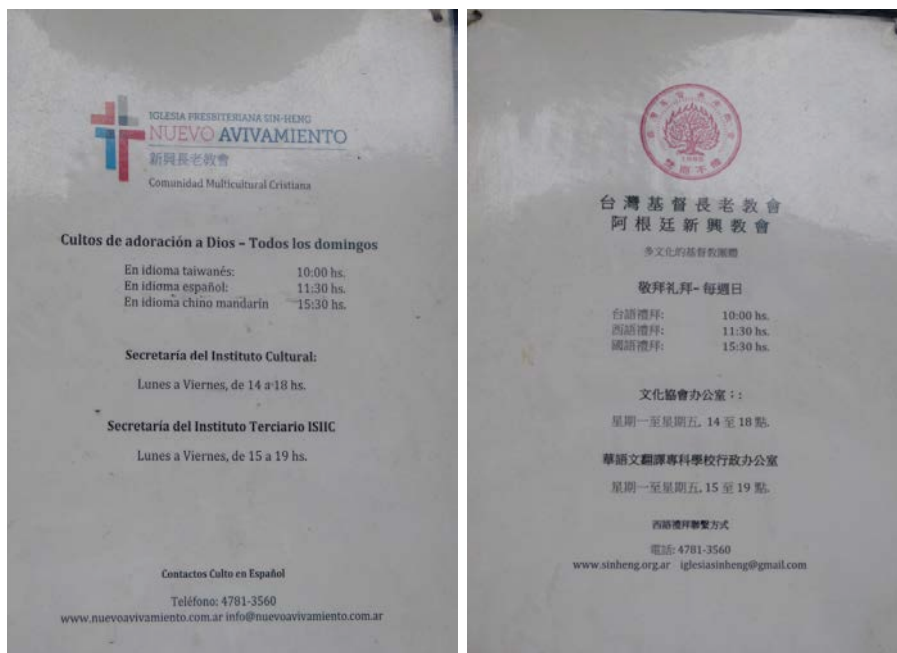 IGLESIA PRESBITERIANA SIN-HENG
NUEVO AVIVAMIENTO
新興長老教會
Comunidad Multicultural Cristiana
Cultos de adoración a Dios – Todos los domingos
En idioma taiwanés: 10:00 hs.
En idioma español: 11:30 hs.
En idioma chino mandarín 15:30 hs.
Secretaría del Instituto Cultural:
Lunes a Viernes, de 14 a 18 hs.
Secretaría del Instituto Terciario ISIIC
Lunes a Viernes, de 15 a 19 hs.
Contactos Culto en Español
Teléfono: 4781-3560
www.nuevoavivamiento.com.ar info@nuevoavivamiento.com.ar
台灣基督長老教會
阿根廷新興教會
多文化的基督教團體
敬拜礼拜- 每週日
台語禮拜: 10:00 hs.
西語禮拜: 11:30 hs.
國語禮拜: 15:30 hs.
文化協會办公室；:
星期一至星期五, 14 至 18 點.
華語文翻譯專科學校行政办公室
星期一至星期五, 15 至 19 點.
西語禮拜聯繫方式
電話: 4781-3560
www.sinheng.org.ar iglesiasinheng@gmail.com